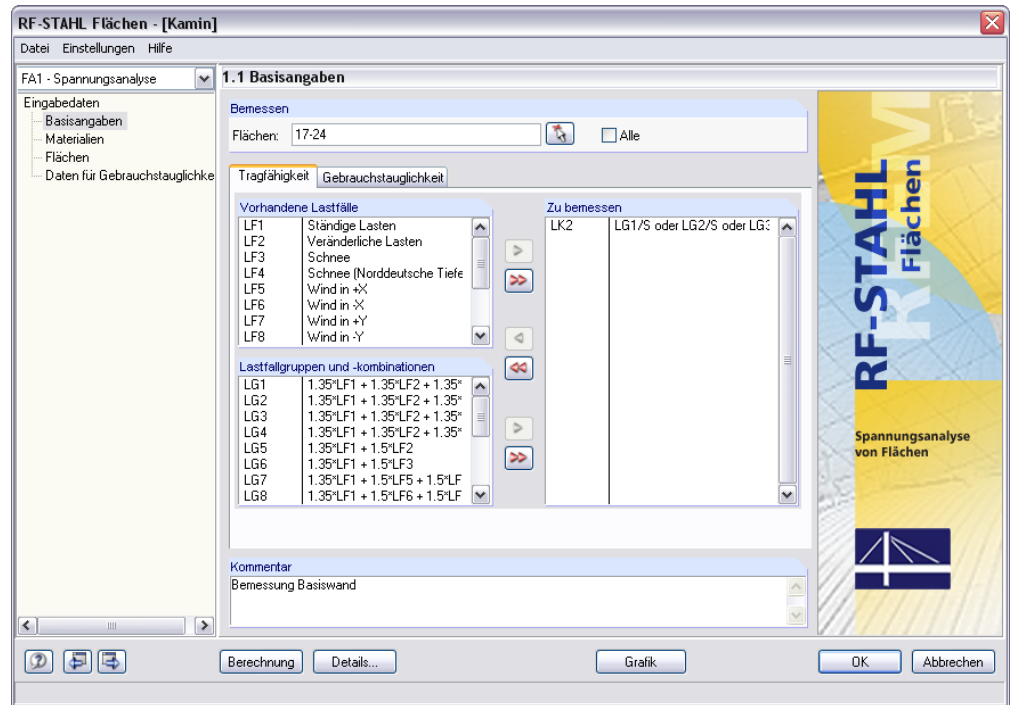 RF-STAHL Flächen - [Kamin]
Datei Einstellungen Hilfe
FA1 - Spannungsanalyse
Eingabedaten
Basisangaben
Materialien
Flächen
Daten für Gebrauchstauglichke
1.1 Basisangaben
Bemessen
Flächen: 17-24 Alle
Tragfähigkeit Gebrauchstauglichkeit
Vorhandene Lastfälle
LF1 Ständige Lasten
LF2 Veränderliche Lasten
LF3 Schnee
LF4 Schnee (Norddeutsche Tiefe
LF5 Wind in +X
LF6 Wind in -X
LF7 Wind in +Y
LF8 Wind in -Y
Lastfallgruppen und -kombinationen
LG1 1.35*LF1 + 1.35*LF2 + 1.35*
LG2 1.35*LF1 + 1.35*LF2 + 1.35*
LG3 1.35*LF1 + 1.35*LF2 + 1.35*
LG4 1.35*LF1 + 1.35*LF2 + 1.35*
LG5 1.35*LF1 + 1.5*LF2
LG6 1.35*LF1 + 1.5*LF3
LG7 1.35*LF1 + 1.5*LF5 + 1.5*LF
LG8 1.35*LF1 + 1.5*LF6 + 1.5*LF
Zu bemessen
LK2 LG1/S oder LG2/S oder LG3
Kommentar
Bemessung Basiswand
RF-STAHL
Flächen
RFEM
Spannungsanalyse
von Flächen
Berechnung Details... Grafik OK Abbrechen